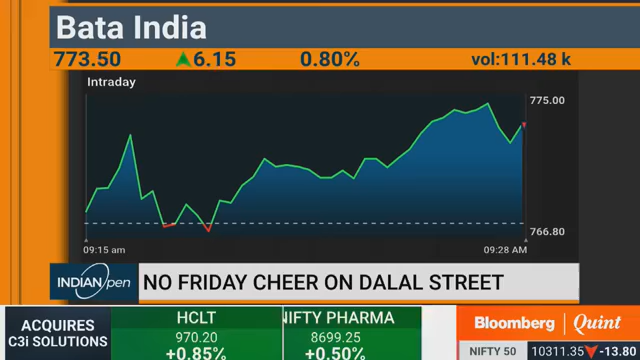 Bata India
773.50 6.15 0.80% vol:111.48 k
Intraday
775.00
766.80
09:15 am 09:28 AM
INDIAN open NO FRIDAY CHEER ON DALAL STREET
ACQUIRES
C3i SOLUTIONS
HCLT
970.20
+0.85%
NIFTY PHARMA
8699.25
+0.50%
Bloomberg | Quint
NIFTY 50 10311.35 -13.80